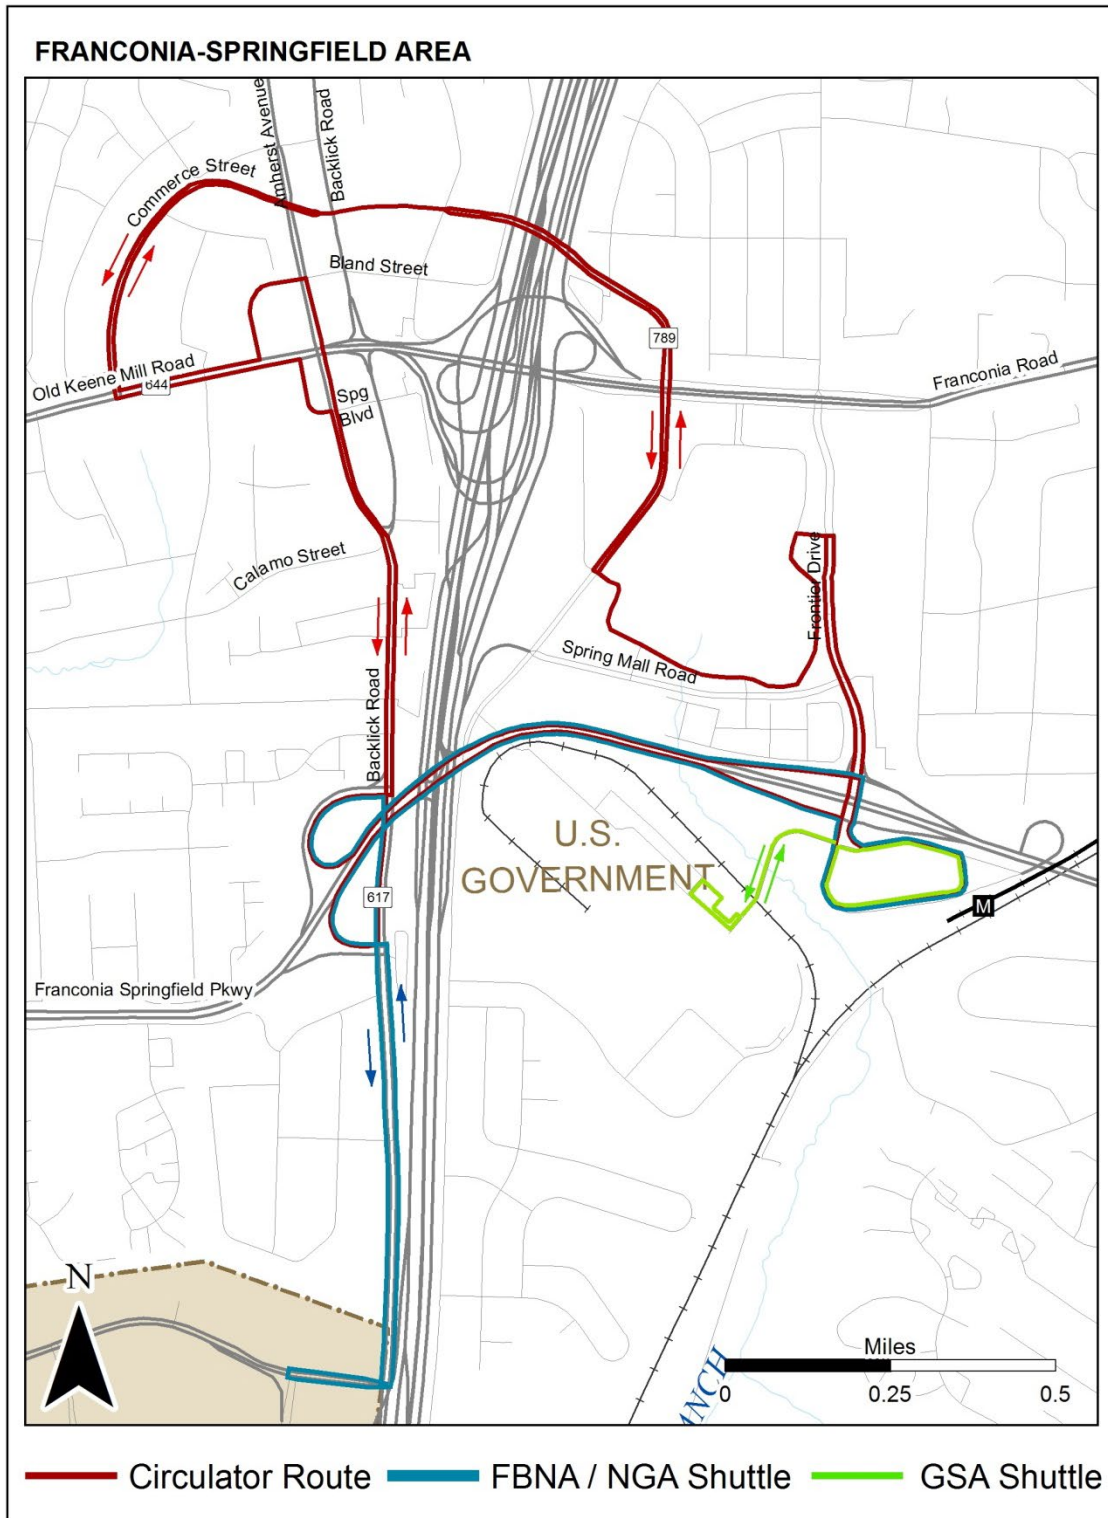 FRANCONIA-SPRINGFIELD AREA
Amherst Avenue
Backlick Road
Commerce Street
Bland Street
789
Old Keene Mill Road
644
Franconia Road
Spg
Blvd
Calamo Street
Frontier Drive
Spring Mall Road
Backlick Road
U.S.
GOVERNMENT
617
M
Franconia Springfield Pkwy
N
Miles
0 0.25 0.5
ANCH
Circulator Route FBNA / NGA Shuttle GSA Shuttle